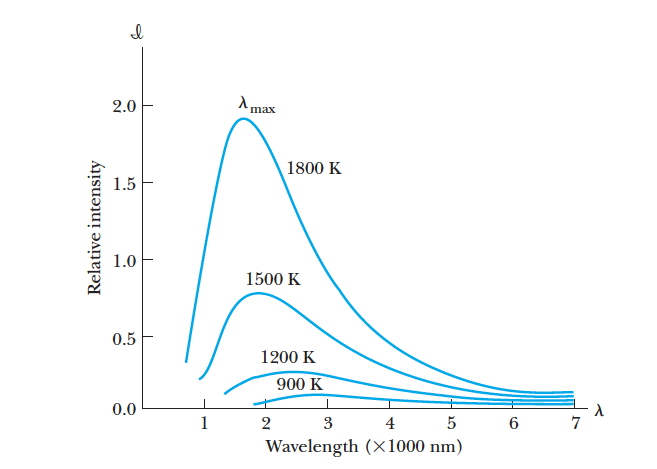 ℐ
2.0
λmax
1800 K
1.5
Relative intensity
1.0
1500 K
0.5
1200 K
900 K
0.0
1 2 3 4 5 6 7 λ
Wavelength (×1000 nm)